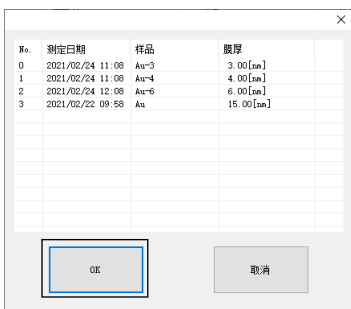 No. 测定日期 样品 膜厚
0 2021/02/24 11:08 Au-3 3.00[nm]
1 2021/02/24 11:08 Au-4 4.00[nm]
2 2021/02/24 12:08 Au-6 6.00[nm]
3 2021/02/22 09:58 Au 15.00[nm]
OK 取消